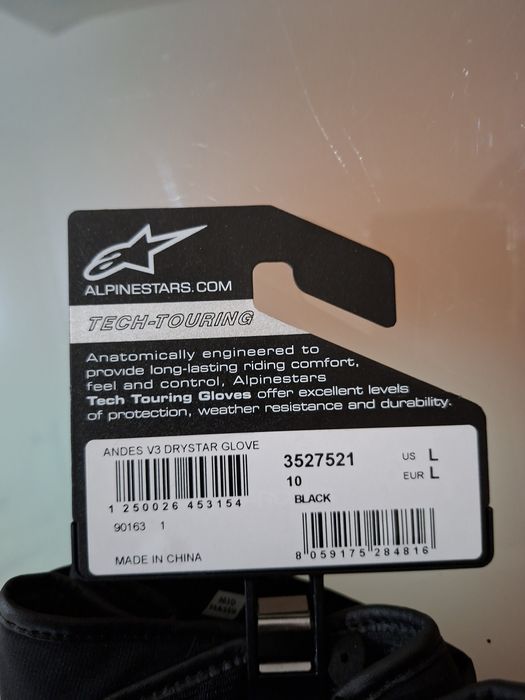 ALPINESTARS.COM
TECH-TOURING
Anatomically engineered to
provide long-lasting riding comfort,
feel and control, Alpinestars
Tech Touring Gloves offer excellent levels
of protection, weather resistance and durability.
ANDES V3 DRYSTAR GLOVE
1 250026 453154
90163 1
MADE IN CHINA
3527521
10
BLACK
US L
EUR L
8 059175 284816